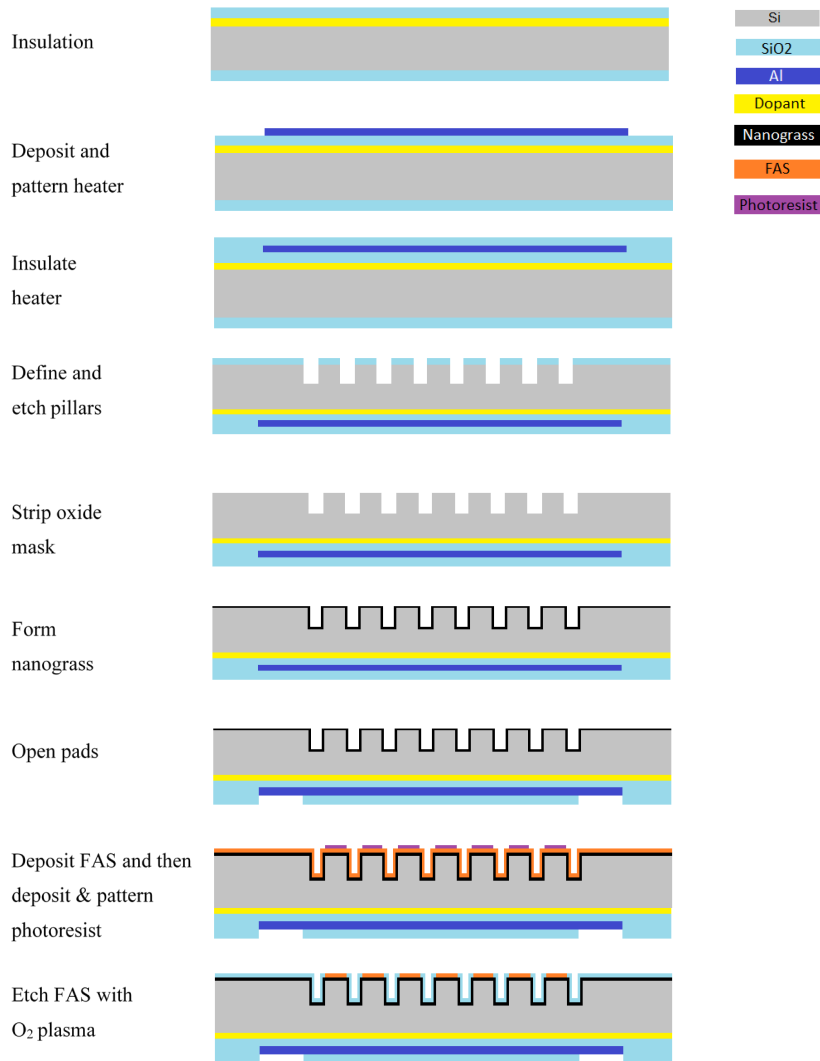 Insulation
Deposit and
pattern heater
Insulate
heater
Define and
etch pillars
Strip oxide
mask
Form
nanograss
Open pads
Deposit FAS and then
deposit & pattern
photoresist
Etch FAS with
O₂ plasma
Si
SiO2
Al
Dopant
Nanograss
FAS
Photoresist